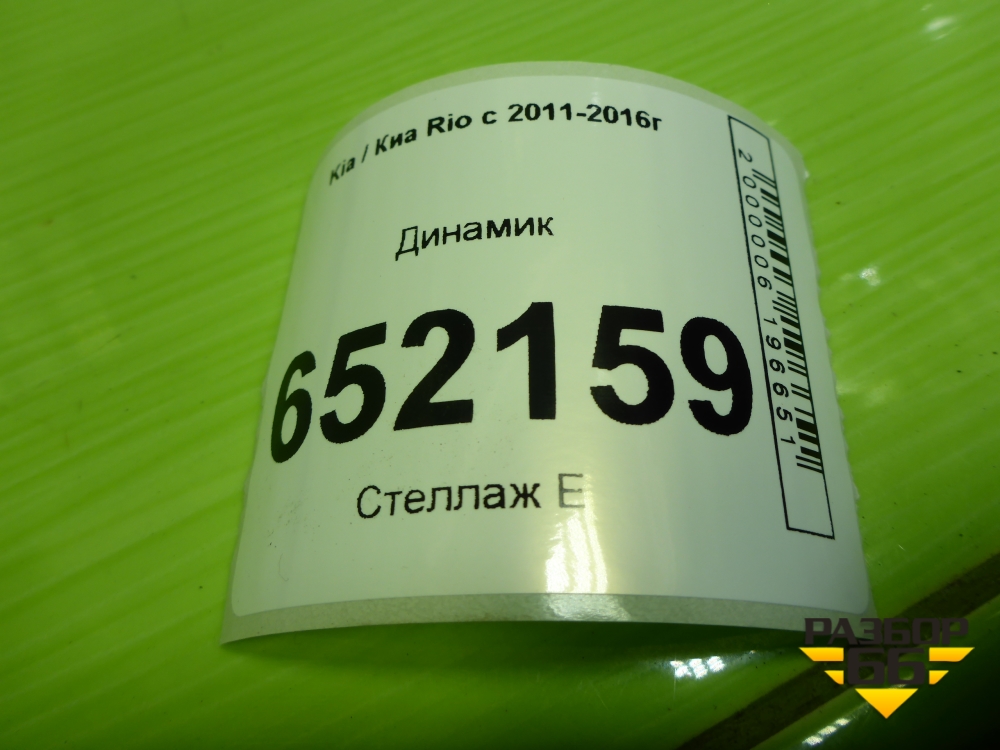 Kia / Киа Rio с 2011-2016г
Динамик
652159
Стеллаж Е
2000006196651
РАЗБОР
66